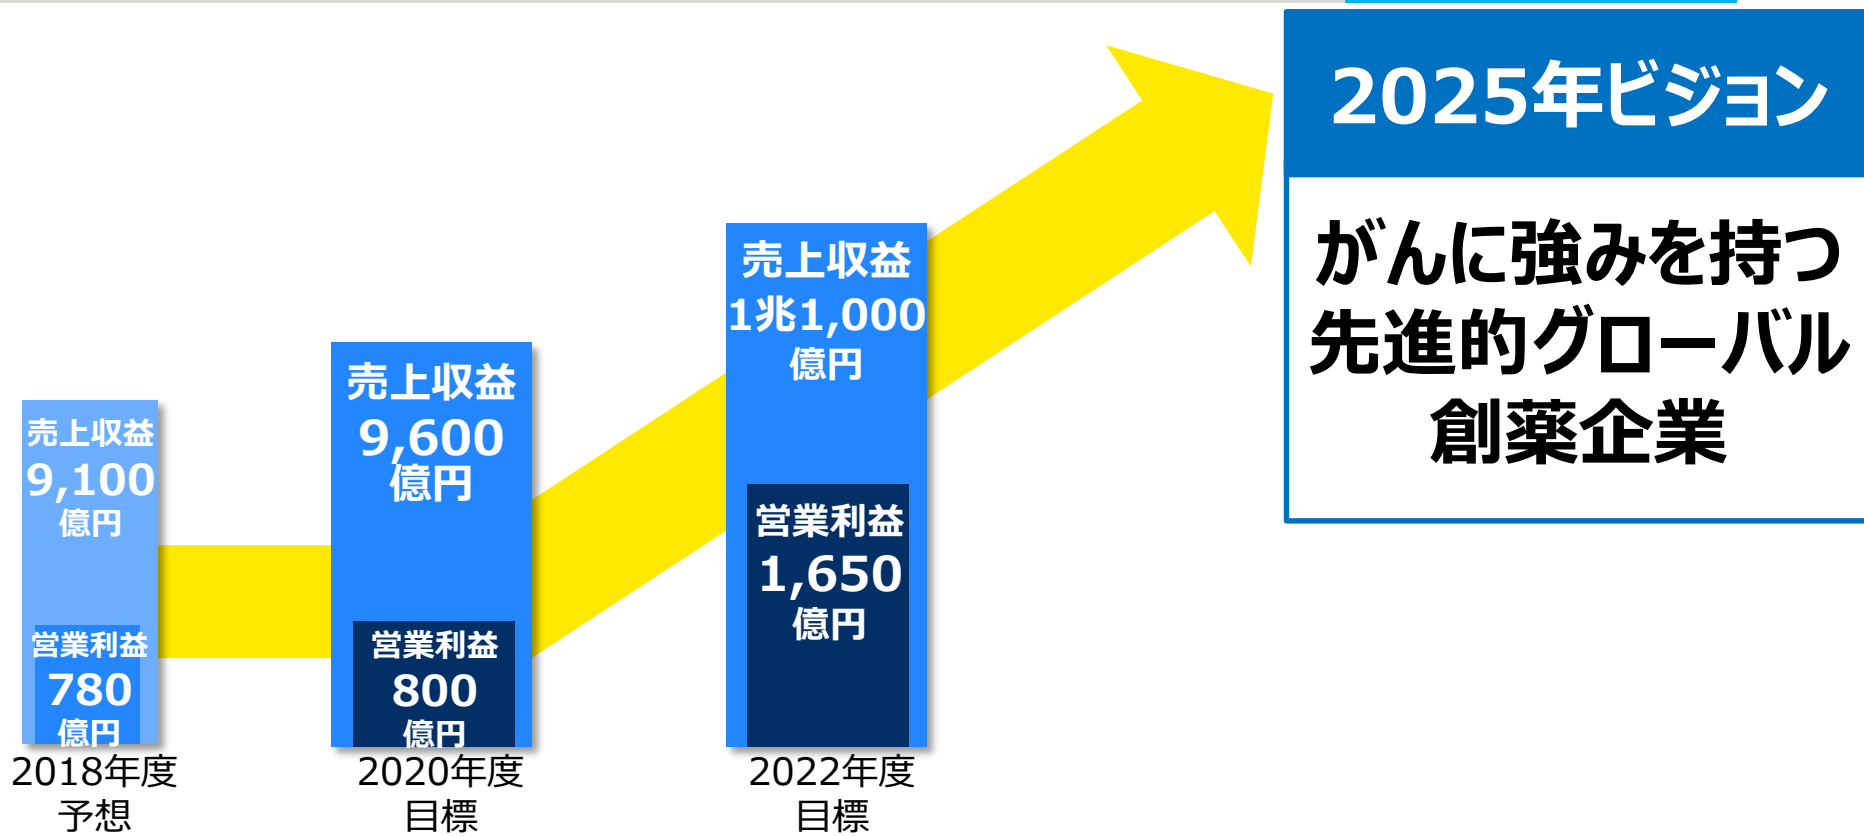 2025年ビジョン
がんに強みを持つ
先進的グローバル
創薬企業
売上収益
9,100
億円
営業利益
780
億円
2018年度
予想
売上収益
9,600
億円
営業利益
800
億円
2020年度
目標
売上収益
1兆1,000
億円
営業利益
1,650
億円
2022年度
目標